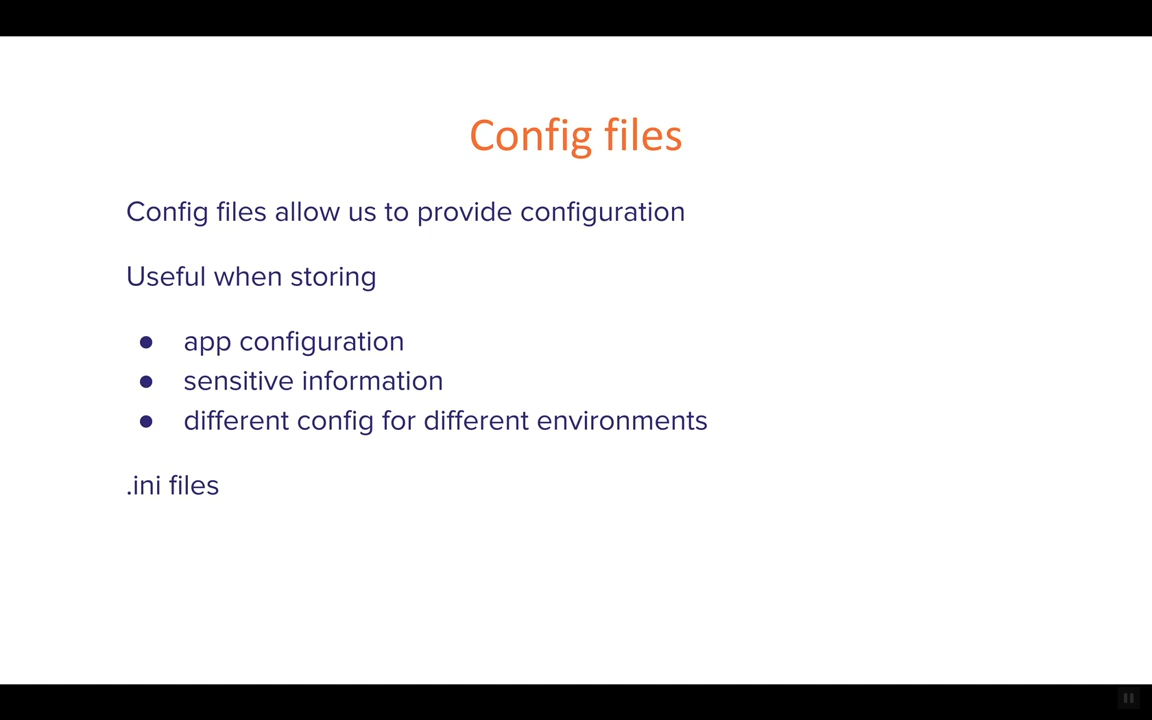 Config files
Config files allow us to provide configuration
Useful when storing
● app configuration
● sensitive information
● different config for different environments
.ini files